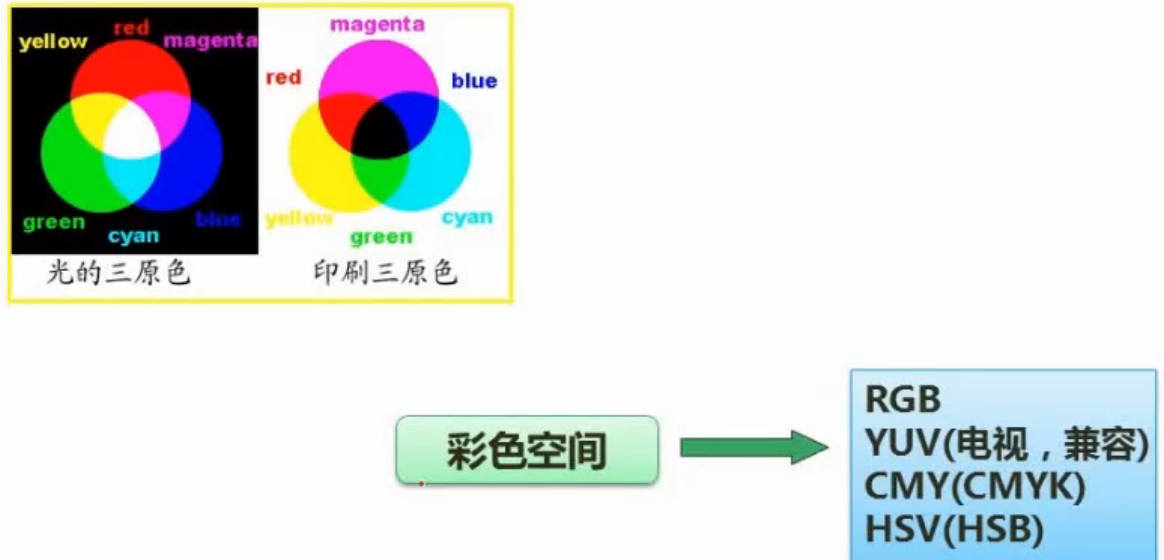 red
yellow
magenta
green
blue
cyan
光的三原色
magenta
red
blue
yellow
cyan
green
印刷三原色
彩色空间
RGB
YUV(电视，兼容)
CMY(CMYK)
HSV(HSB)